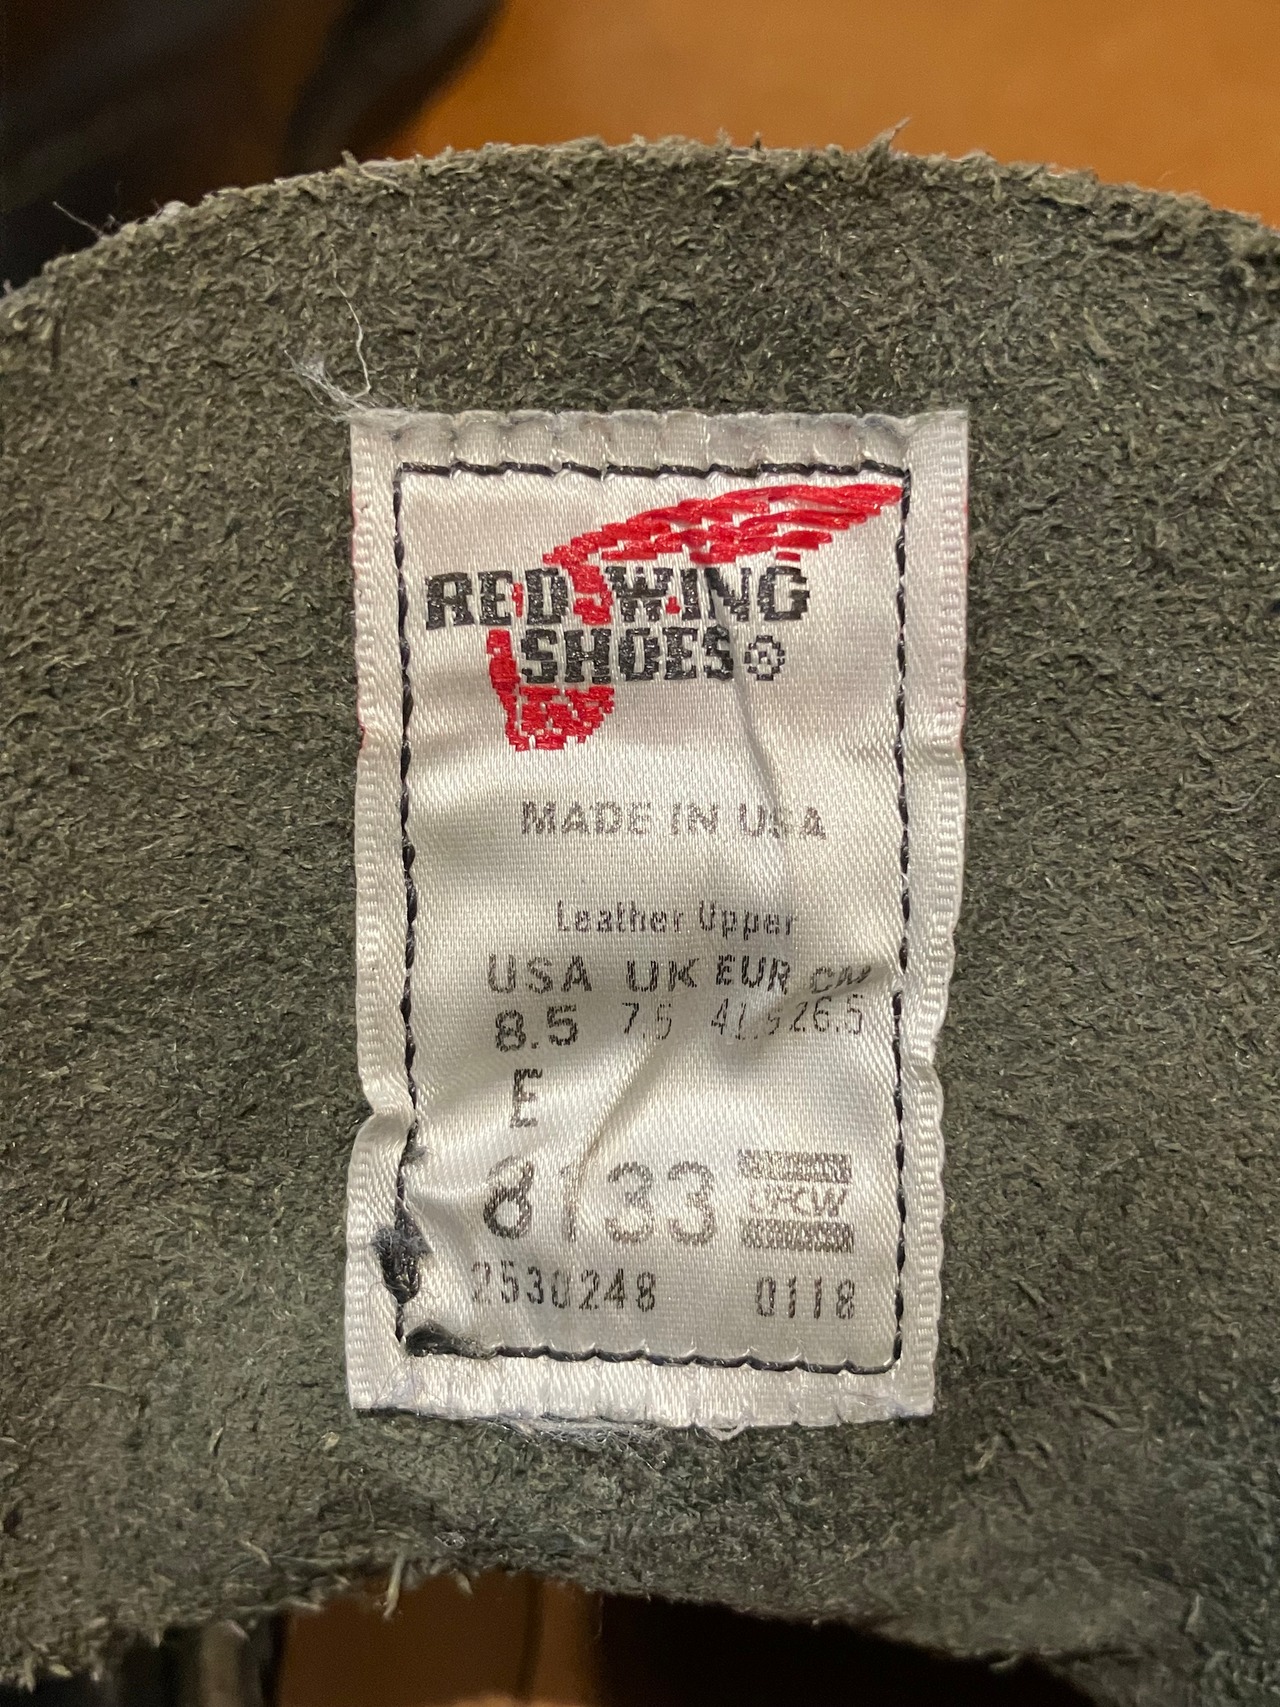 RED WING
SHOES®
MADE IN USA
Leather Upper
USA UK EUR CM
8.5 7.5 41.5 26.5
E
8133 UFCW
2530248 0118